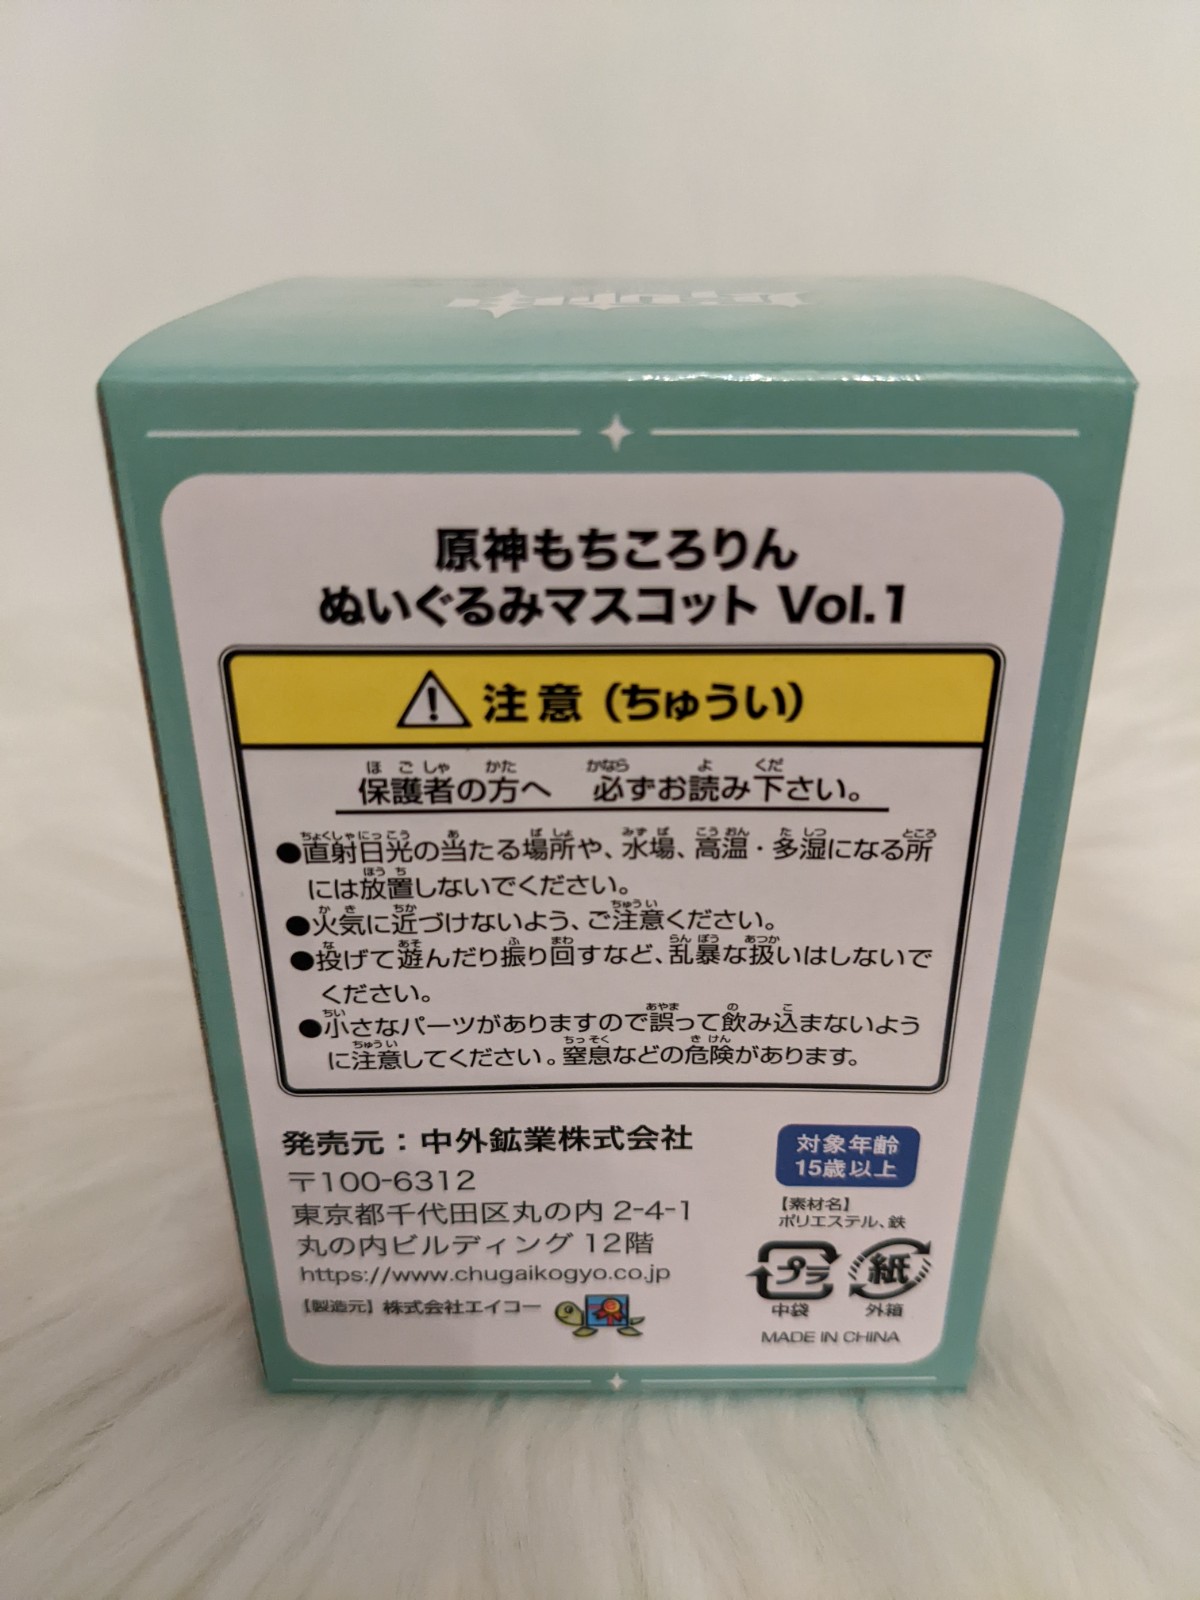 原神もちころりん
ぬいぐるみマスコット Vol.1
注意（ちゅうい）
保護者の方へ 必ずお読み下さい。
●直射日光の当たる場所や、水場、高温・多湿になる所
には放置しないでください。
●火気に近づけないよう、ご注意ください。
●投げて遊んだり振り回すなど、乱暴な扱いはしないで
ください。
●小さなパーツがありますので誤って飲み込まないよう
に注意してください。窒息などの危険があります。
発売元：中外鉱業株式会社
〒100-6312
東京都千代田区丸の内 2-4-1
丸の内ビルディング 12階
https://www.chugaikogyo.co.jp
【製造元】株式会社エイコー
対象年齢
15歳以上
【素材名】
ポリエステル、鉄
プラ
中袋
紙
外箱
MADE IN CHINA